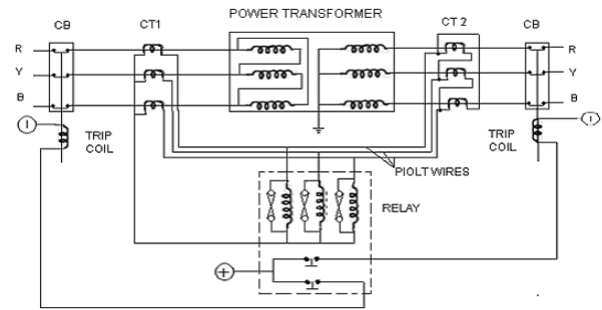 POWER TRANSFORMER
CB
CT1
CT 2
CB
R
R
Y
Y
B
B
TRIP
COIL
TRIP
COIL
PIOLT WIRES
RELAY